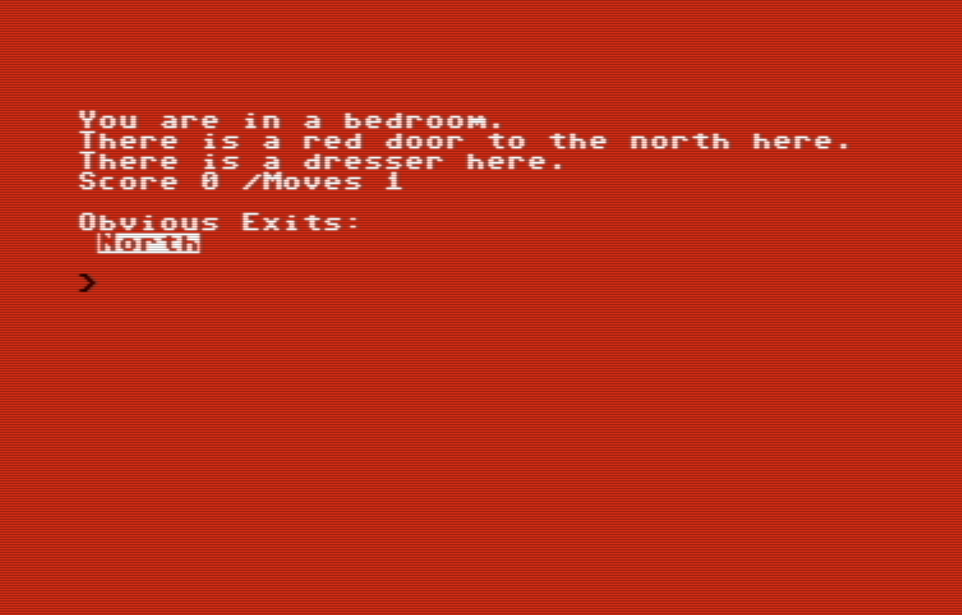 You are in a bedroom.
There is a red door to the north here.
There is a dresser here.
Score 0 /Moves 1
Obvious Exits:
North
>